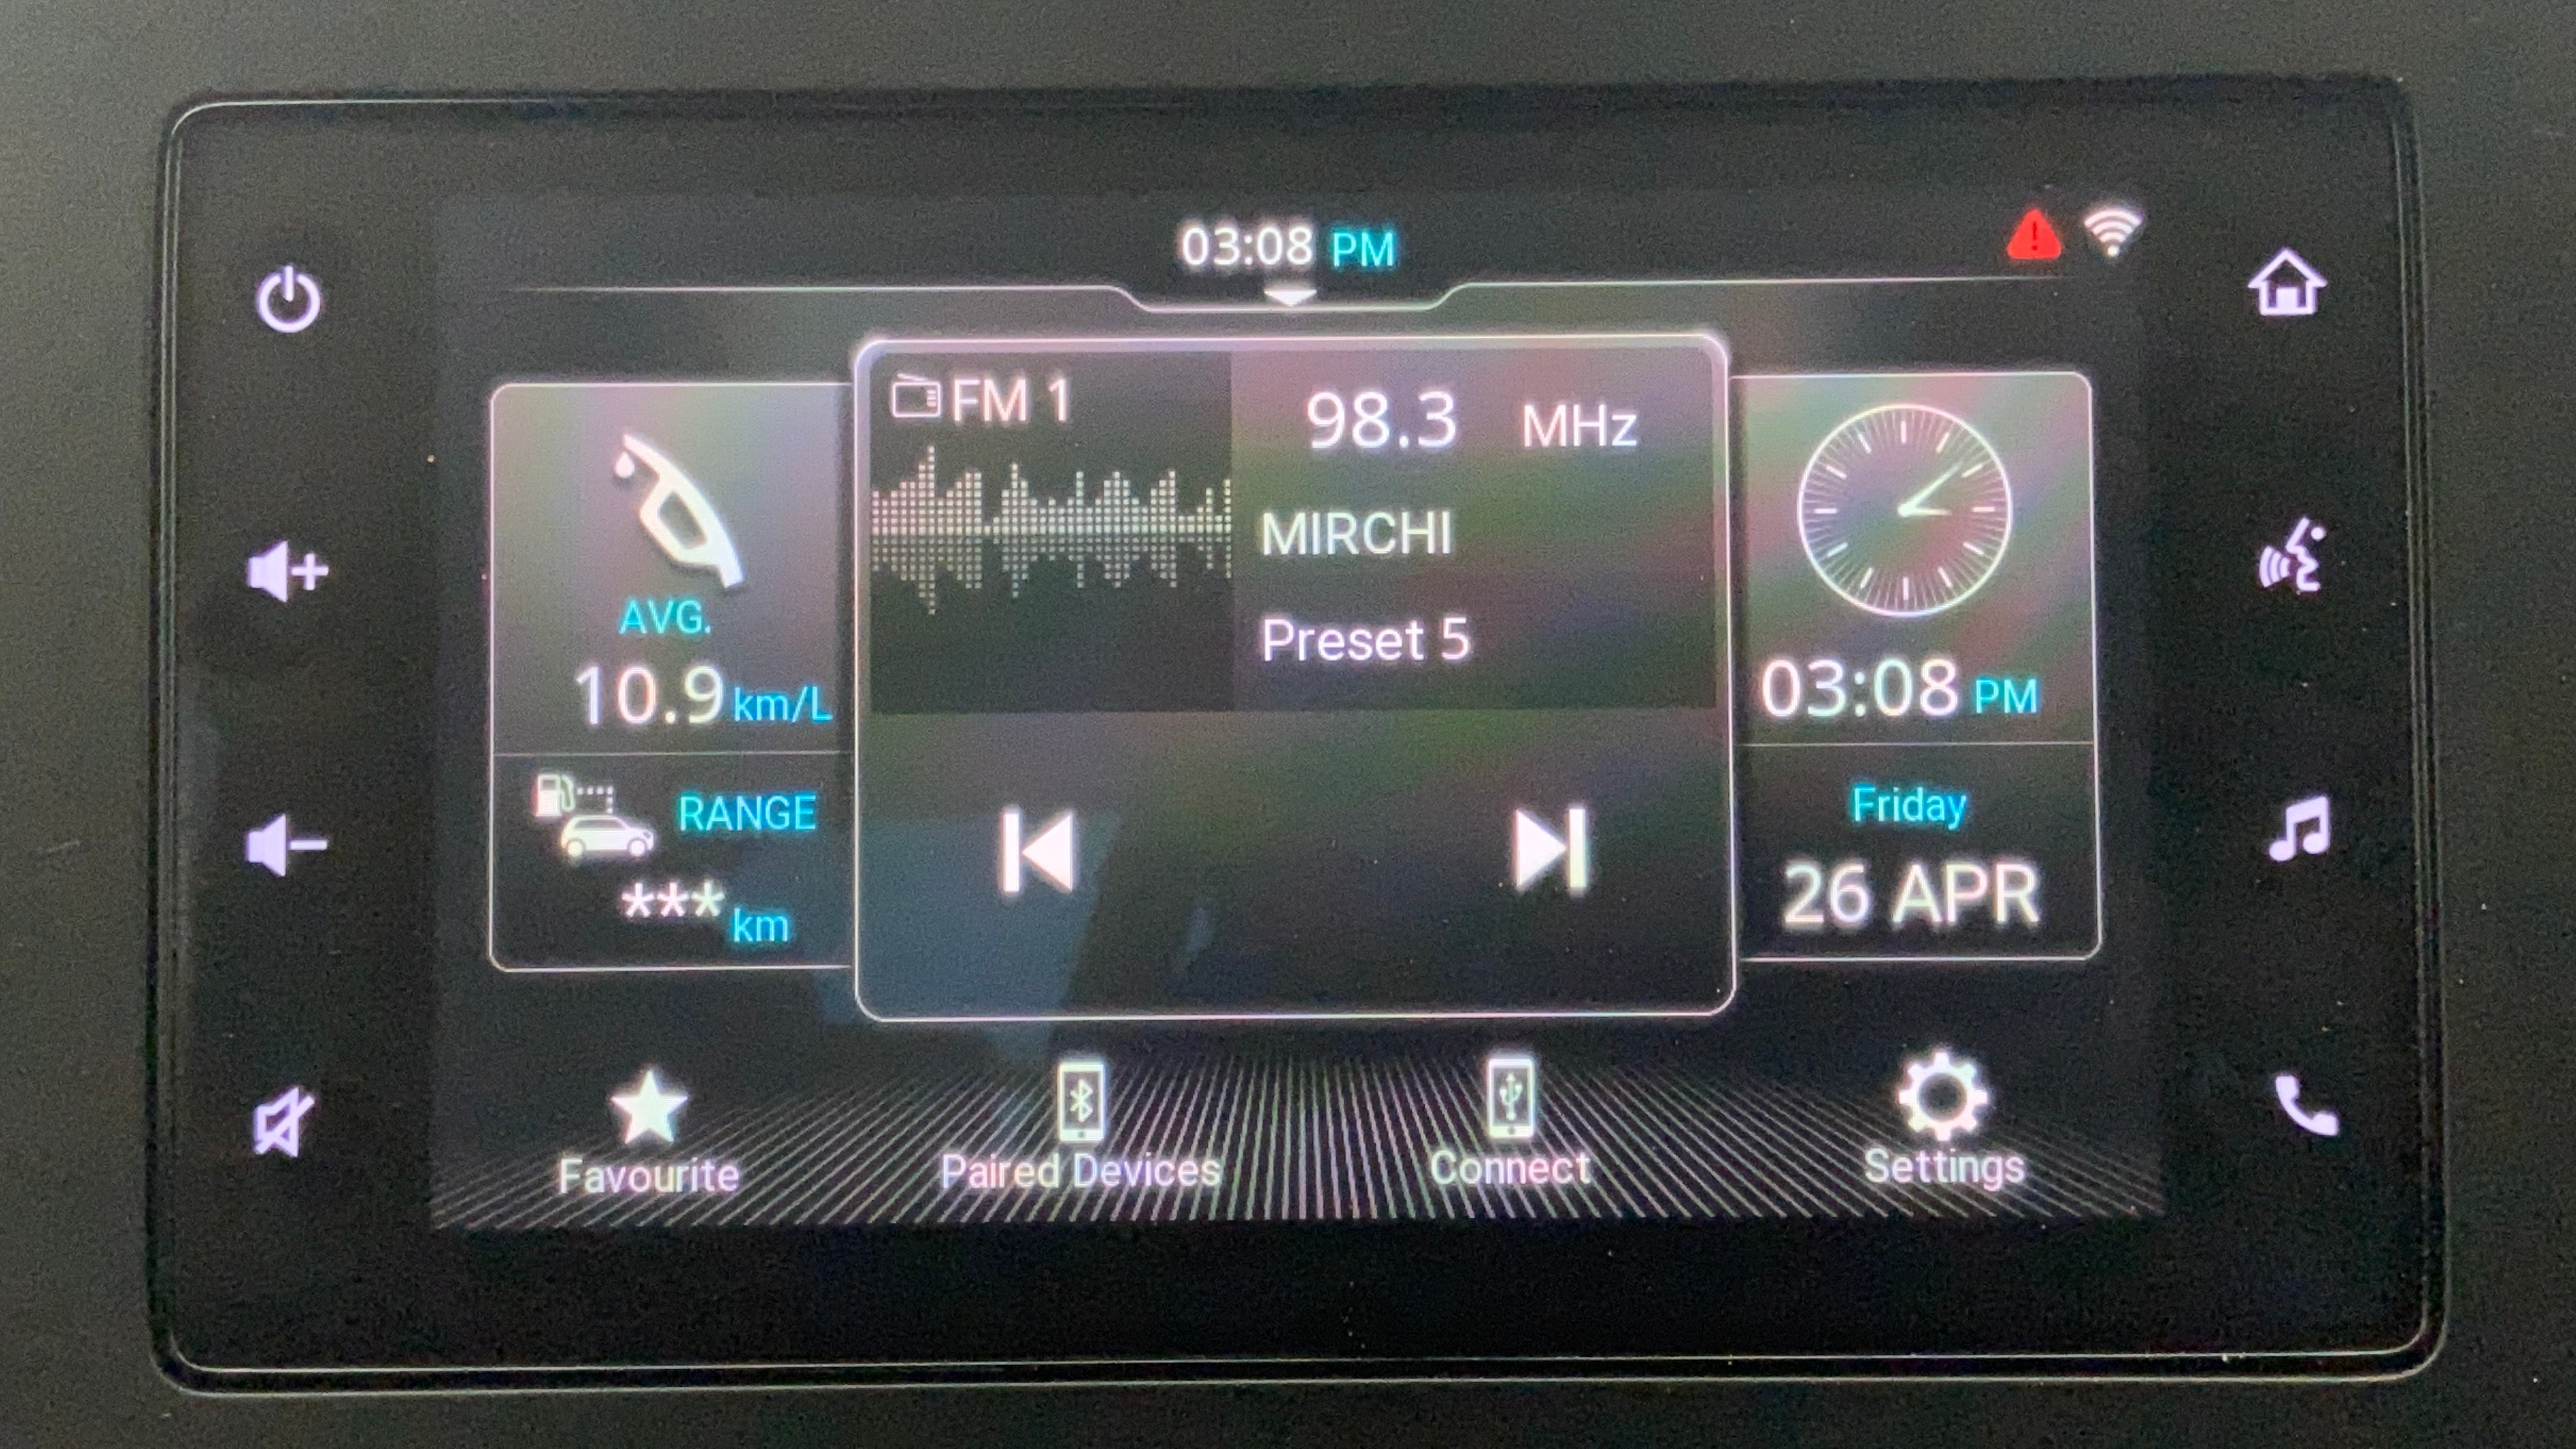 03:08 PM
AVG.
10.9 km/L
RANGE
*** km
FM 1
98.3 MHz
MIRCHI
Preset 5
03:08 PM
Friday
26 APR
Favourite
Paired Devices
Connect
Settings